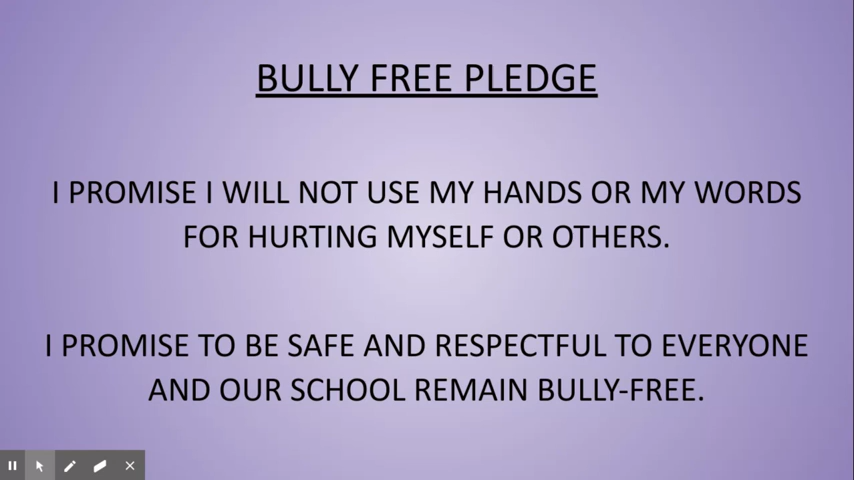 BULLY FREE PLEDGE
I PROMISE I WILL NOT USE MY HANDS OR MY WORDS
FOR HURTING MYSELF OR OTHERS.
I PROMISE TO BE SAFE AND RESPECTFUL TO EVERYONE
AND OUR SCHOOL REMAIN BULLY-FREE.